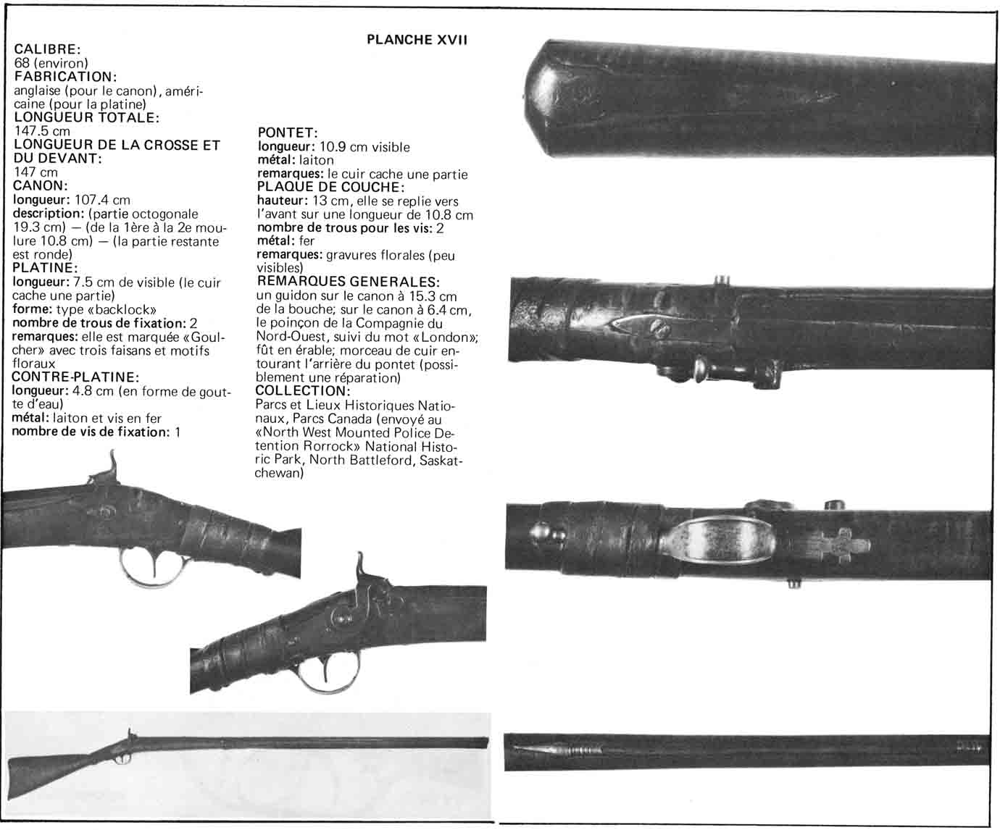 PLANCHE XVII
CALIBRE:
68 (environ)
FABRICATION:
anglaise (pour le canon), améri-
caine (pour la platine)
LONGUEUR TOTALE:
147.5 cm
LONGUEUR DE LA CROSSE ET
DU DEVANT:
147 cm
CANON:
longueur: 107.4 cm
description: (partie octogonale
19.3 cm) — (de la 1ère à la 2e mou-
lure 10.8 cm) — (la partie restante
est ronde)
PLATINE:
longueur: 7.5 cm de visible (le cuir
cache une partie)
forme: type «backlock»
nombre de trous de fixation: 2
remarques: elle est marquée «Goul-
cher» avec trois faisans et motifs
floraux
CONTRE-PLATINE:
longueur: 4.8 cm (en forme de gout-
te d'eau)
métal: laiton et vis en fer
nombre de vis de fixation: 1
PONTET:
longueur: 10.9 cm visible
métal: laiton
remarques: le cuir cache une partie
PLAQUE DE COUCHE:
hauteur: 13 cm, elle se replie vers
l'avant sur une longueur de 10.8 cm
nombre de trous pour les vis: 2
métal: fer
remarques: gravures florales (peu
visibles)
REMARQUES GENERALES:
un guidon sur le canon à 15.3 cm
de la bouche; sur le canon à 6.4 cm,
le poinçon de la Compagnie du
Nord-Ouest, suivi du mot «London»;
fût en érable; morceau de cuir en-
tourant l'arrière du pontet (possi-
blement une réparation)
COLLECTION:
Parcs et Lieux Historiques Natio-
naux, Parcs Canada (envoyé au
«North West Mounted Police De-
tention Rorrock» National Histo-
ric Park, North Battleford, Saskat-
chewan)